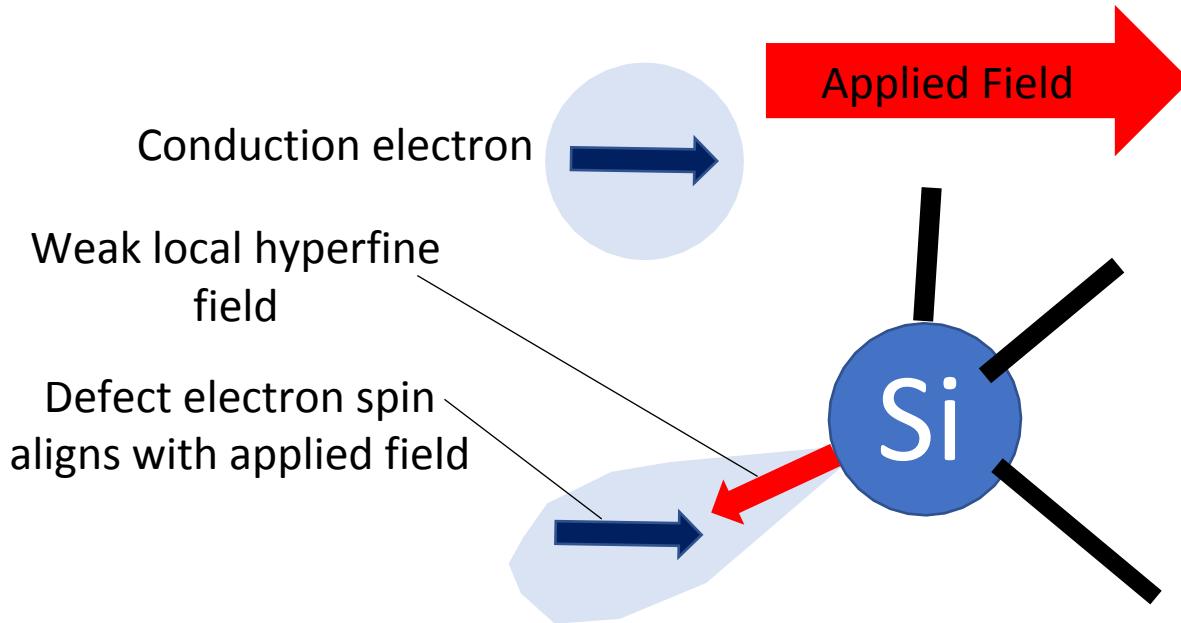 Applied Field
Conduction electron
Weak local hyperfine
field
Defect electron spin
aligns with applied field
Si